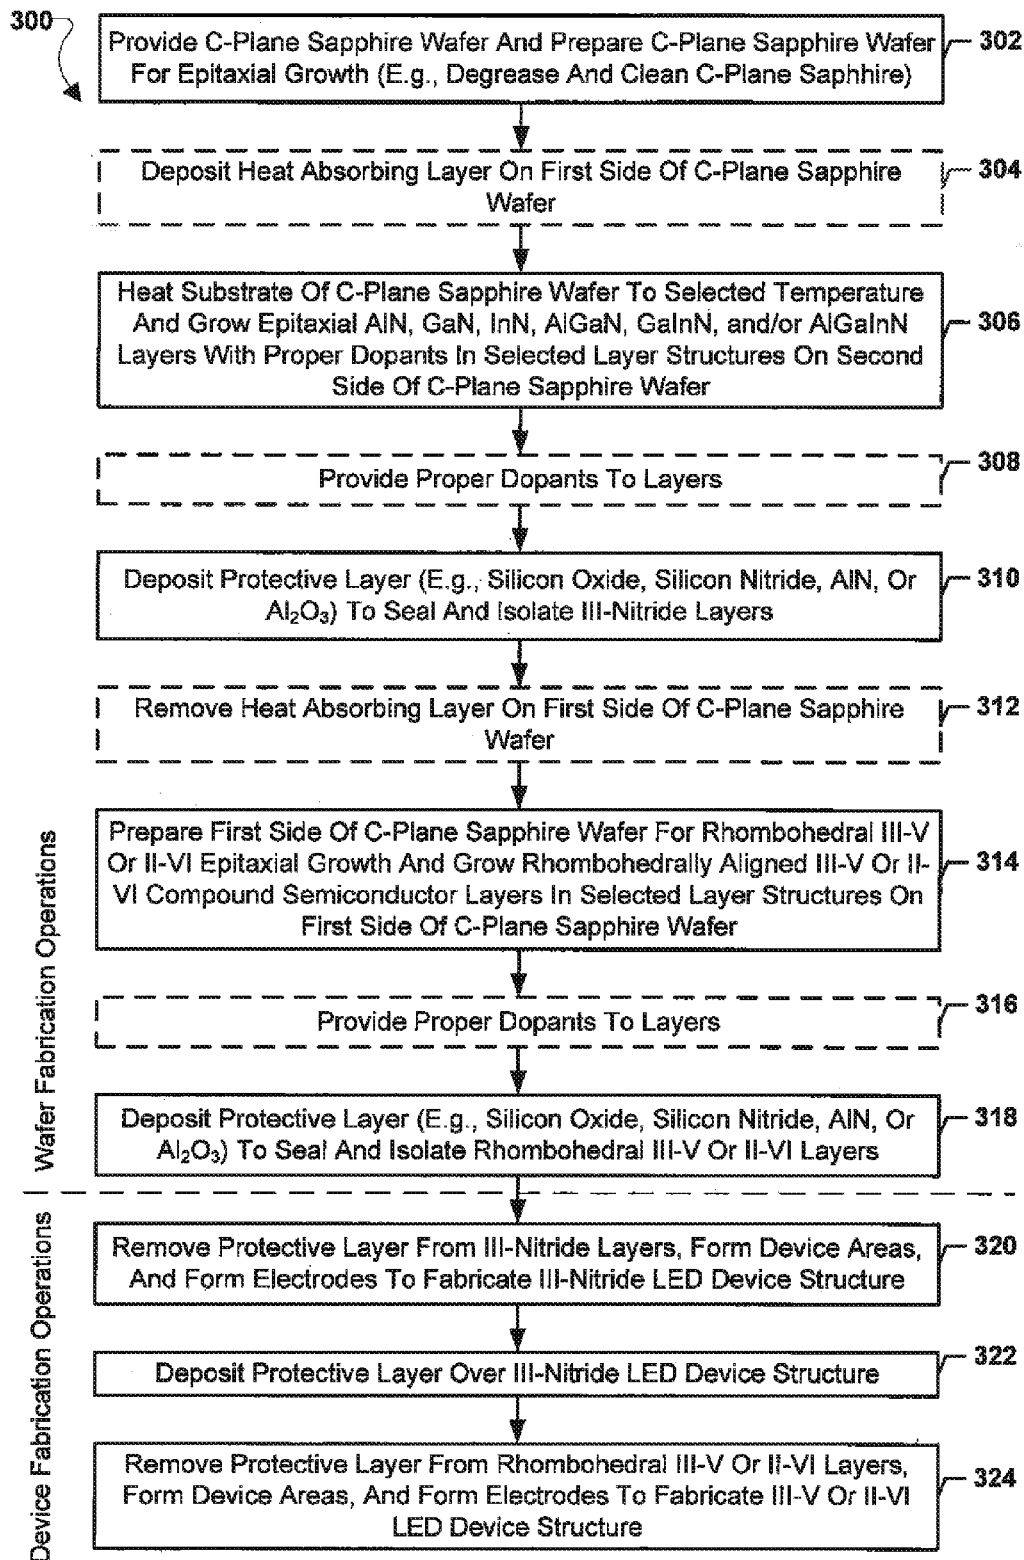 300
Provide C-Plane Sapphire Wafer And Prepare C-Plane Sapphire Wafer
For Epitaxial Growth (E.g., Degrease And Clean C-Plane Saphhire)
302
Deposit Heat Absorbing Layer On First Side Of C-Plane Sapphire
Wafer
304
Heat Substrate Of C-Plane Sapphire Wafer To Selected Temperature
And Grow Epitaxial AlN, GaN, InN, AlGaN, GaInN, and/or AlGaInN
Layers With Proper Dopants In Selected Layer Structures On Second
Side Of C-Plane Sapphire Wafer
306
Provide Proper Dopants To Layers
308
Deposit Protective Layer (E.g., Silicon Oxide, Silicon Nitride, AlN, Or
Al₂O₃) To Seal And Isolate III-Nitride Layers
310
Remove Heat Absorbing Layer On First Side Of C-Plane Sapphire
Wafer
312
Prepare First Side Of C-Plane Sapphire Wafer For Rhombohedral III-V
Or II-VI Epitaxial Growth And Grow Rhombohedrally Aligned III-V Or II-
VI Compound Semiconductor Layers In Selected Layer Structures On
First Side Of C-Plane Sapphire Wafer
314
Provide Proper Dopants To Layers
316
Deposit Protective Layer (E.g., Silicon Oxide, Silicon Nitride, AlN, Or
Al₂O₃) To Seal And Isolate Rhombohedral III-V Or II-VI Layers
318
Wafer Fabrication Operations
Remove Protective Layer From III-Nitride Layers, Form Device Areas,
And Form Electrodes To Fabricate III-Nitride LED Device Structure
320
Deposit Protective Layer Over III-Nitride LED Device Structure
322
Remove Protective Layer From Rhombohedral III-V Or II-VI Layers,
Form Device Areas, And Form Electrodes To Fabricate III-V Or II-VI
LED Device Structure
324
Device Fabrication Operations